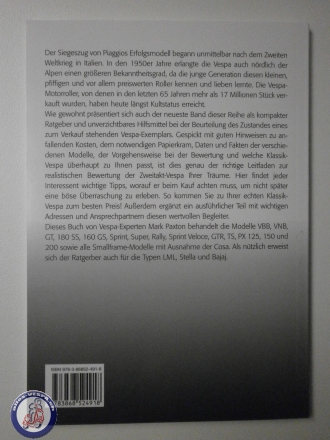 Der Siegeszug von Piaggios Erfolgsmodell begann unmittelbar nach dem Zweiten
Weltkrieg in Italien. In den 1950er Jahre erlangte die Vespa auch nördlich der
Alpen einen größeren Bekanntheitsgrad, da die junge Generation diesen kleinen,
pfiffigen und vor allem preiswerten Roller kennen und lieben lernte. Die Vespa-
Motorroller, von denen in den letzten 65 Jahren mehr als 17 Millionen Stück ver-
kauft wurden, haben heute längst Kultstatus erreicht.
Wie gewohnt präsentiert sich auch der neueste Band dieser Reihe als kompakter
Ratgeber und unverzichtbares Hilfsmittel bei der Beurteilung des Zustandes eines
zum Verkauf stehenden Vespa-Exemplars. Gespickt mit guten Hinweisen zu an-
fallenden Kosten, dem notwendigen Papierkram, Daten und Fakten der verschie-
denen Modelle, der Vorgehensweise bei der Bewertung und welche Klassik-
Vespa überhaupt zu Ihnen passt, ist dies genau der richtige Leitfaden zur
realistischen Bewertung der Zweitakt-Vespa Ihrer Träume. Hier findet jeder
Interessent wichtige Tipps, worauf er beim Kauf achten muss, um nicht später
eine böse Überraschung zu erleben. So kommen Sie zu Ihrer echten Klassik-
Vespa zum besten Preis! Außerdem ergänzt ein ausführlicher Teil mit wichtigen
Adressen und Ansprechpartnern diesen wertvollen Begleiter.
Dieses Buch von Vespa-Experten Mark Paxton behandelt die Modelle VBB, VNB,
GT, 180 SS, 160 GS, Sprint, Super, Rally, Sprint Veloce, GTR, TS, PX 125, 150 und
200 sowie alle Smallframe-Modelle mit Ausnahme der Cosa. Als nützlich erweist
sich der Ratgeber auch für die Typen LML, Stella und Bajaj.
ISBN 978-3-86852-491-8
9783868524918